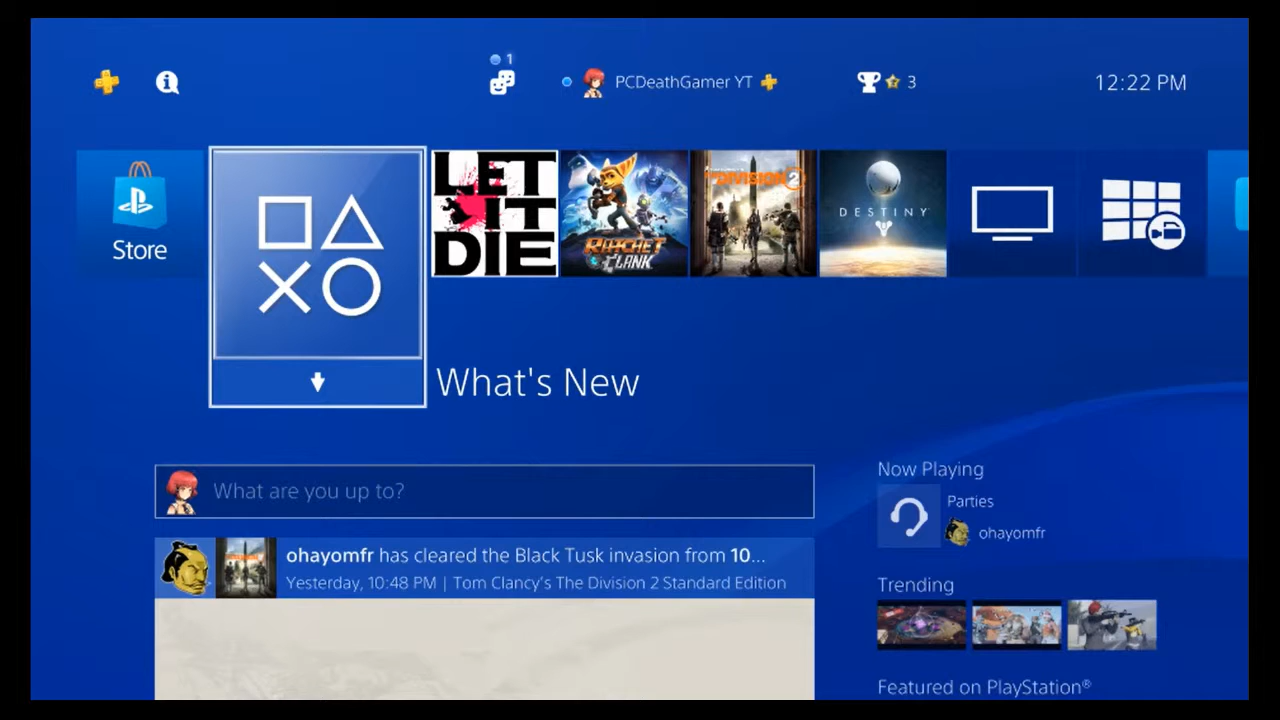 1
PCDeathGamer YT
3
12:22 PM
Store
LET
IT
DIE
RATCHET
CLANK
THE DIVISION 2
DESTINY
What's New
What are you up to?
ohayomfr has cleared the Black Tusk invasion from 10...
Yesterday, 10:48 PM | Tom Clancy's The Division 2 Standard Edition
Now Playing
Parties
ohayomfr
Trending
Featured on PlayStation®